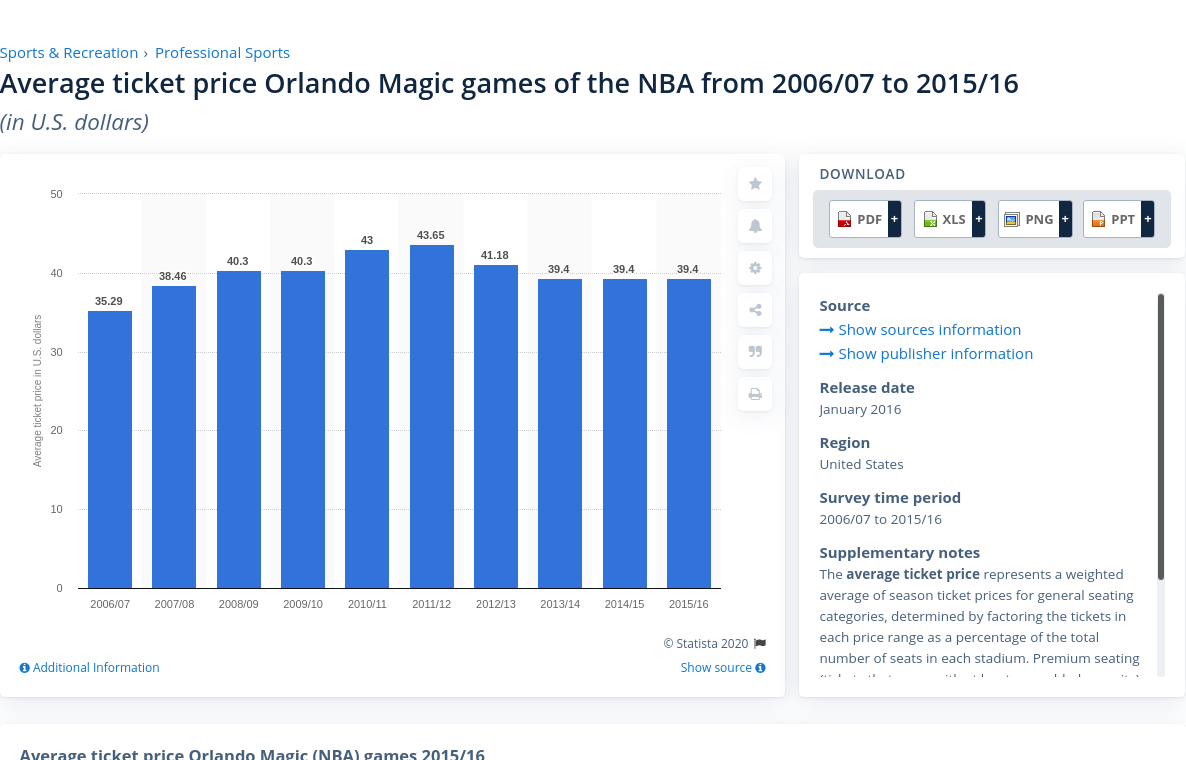 Sports & Recreation › Professional Sports
Average ticket price Orlando Magic games of the NBA from 2006/07 to 2015/16
(in U.S. dollars)
Average ticket price in U.S. dollars
50
40
30
20
10
0
35.29
38.46
40.3
40.3
43
43.65
41.18
39.4
39.4
39.4
2006/07 2007/08 2008/09 2009/10 2010/11 2011/12 2012/13 2013/14 2014/15 2015/16
© Statista 2020
Additional Information
Show source
DOWNLOAD
PDF + XLS + PNG + PPT +
Source
Show sources information
Show publisher information
Release date
January 2016
Region
United States
Survey time period
2006/07 to 2015/16
Supplementary notes
The average ticket price represents a weighted
average of season ticket prices for general seating
categories, determined by factoring the tickets in
each price range as a percentage of the total
number of seats in each stadium. Premium seating
Average ticket price Orlando Magic (NBA) games 2015/16